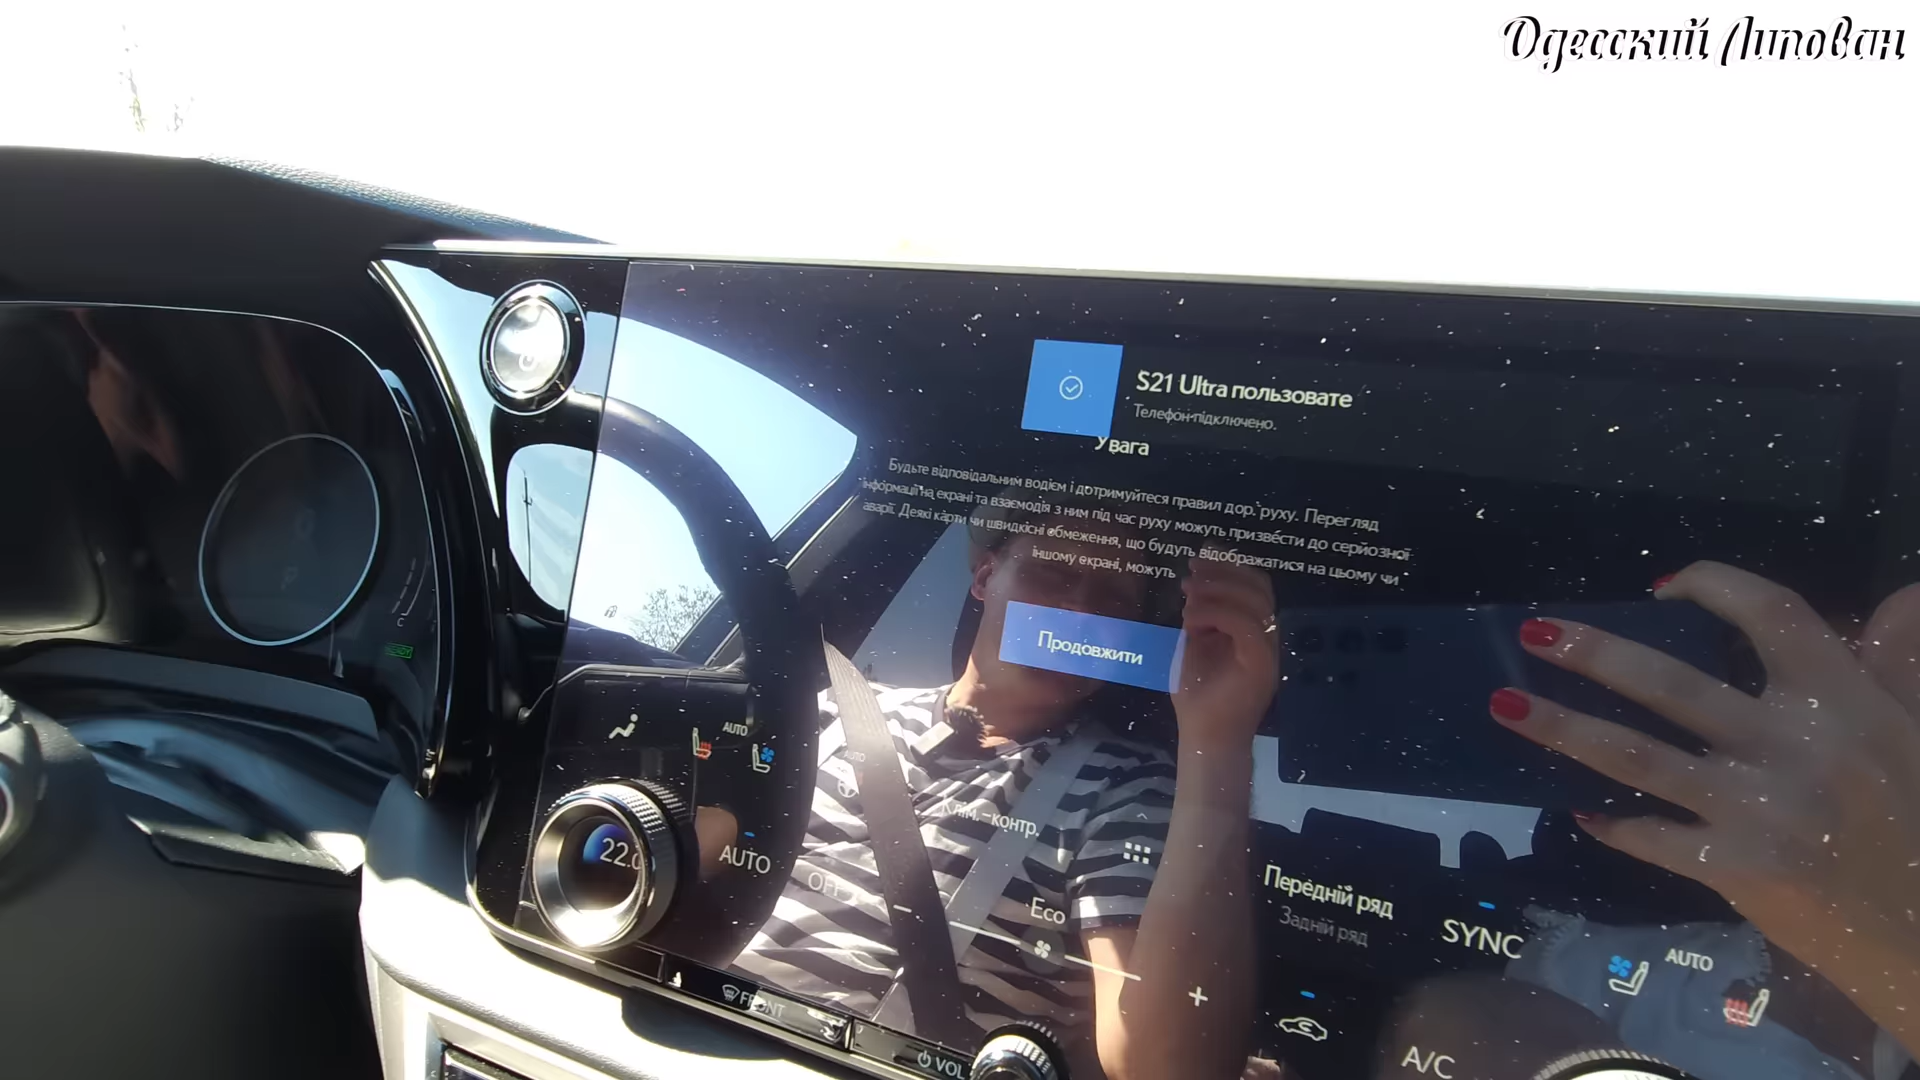 Одесский Липован
S21 Ultra пользовате
Телефон підключено.
Увага
Будьте відповідальним водієм і дотримуйтеся правил дор. руху. Перегляд
інформації на екрані та взаємодія з ним під час руху можуть призвести до серйозної
аварії. Деякі карти чи швидкісні обмеження, що будуть відображатися на цьому чи
іншому екрані, можуть
Продовжити
AUTO
AUTO
22.0
AUTO
OFF
Клім.-контр.
Eco
Передній ряд
Задній ряд
SYNC
AUTO
A/C
FRONT
VOL
READY
P